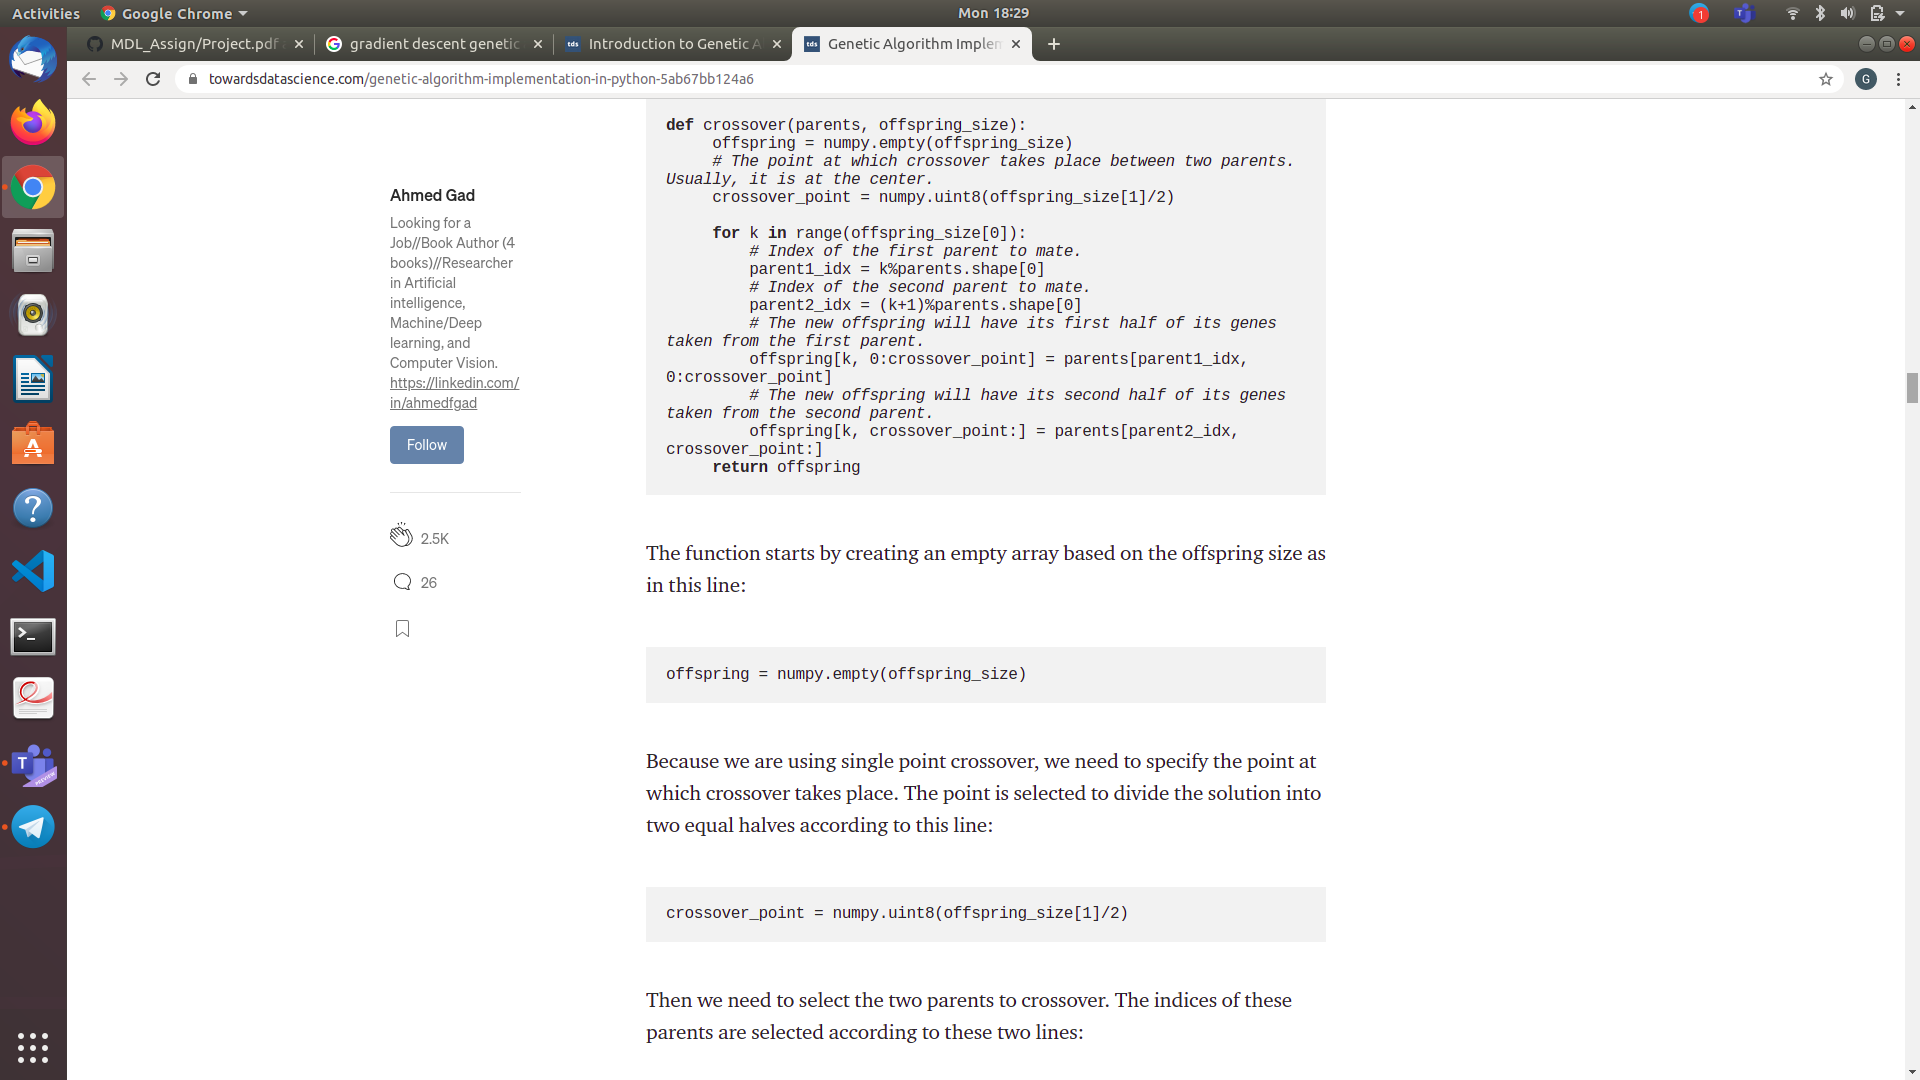 Activities
Google Chrome
Mon 18:29
1
MDL_Assign/Project.pdf
gradient descent genetic
tds
Introduction to Genetic A
tds
Genetic Algorithm Implem
towardsdatascience.com/genetic-algorithm-implementation-in-python-5ab67bb124a6
G
def crossover(parents, offspring_size):
offspring = numpy.empty(offspring_size)
# The point at which crossover takes place between two parents.
Usually, it is at the center.
crossover_point = numpy.uint8(offspring_size[1]/2)
for k in range(offspring_size[0]):
# Index of the first parent to mate.
parent1_idx = k%parents.shape[0]
# Index of the second parent to mate.
parent2_idx = (k+1)%parents.shape[0]
# The new offspring will have its first half of its genes
taken from the first parent.
offspring[k, 0:crossover_point] = parents[parent1_idx,
0:crossover_point]
# The new offspring will have its second half of its genes
taken from the second parent.
offspring[k, crossover_point:] = parents[parent2_idx,
crossover_point:]
return offspring
Ahmed Gad
Looking for a
Job//Book Author (4
books)//Researcher
in Artificial
intelligence,
Machine/Deep
learning, and
Computer Vision.
https://linkedin.com/
in/ahmedfgad
Follow
2.5K
26
The function starts by creating an empty array based on the offspring size as
in this line:
offspring = numpy.empty(offspring_size)
Because we are using single point crossover, we need to specify the point at
which crossover takes place. The point is selected to divide the solution into
two equal halves according to this line:
crossover_point = numpy.uint8(offspring_size[1]/2)
Then we need to select the two parents to crossover. The indices of these
parents are selected according to these two lines: